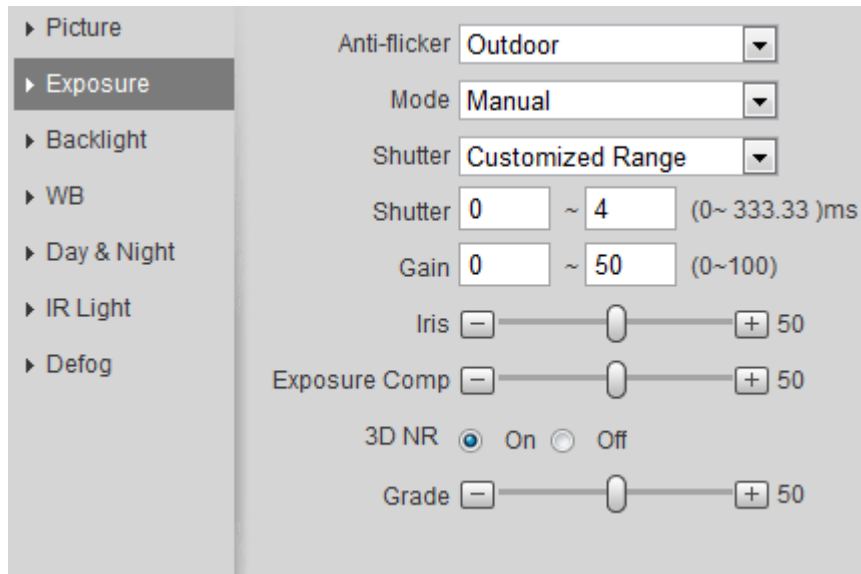 Picture
Exposure
Backlight
WB
Day & Night
IR Light
Defog
Anti-flicker Outdoor
Mode Manual
Shutter Customized Range
Shutter 0 ~ 4 (0~ 333.33 )ms
Gain 0 ~ 50 (0~100)
Iris 50
Exposure Comp 50
3D NR On Off
Grade 50